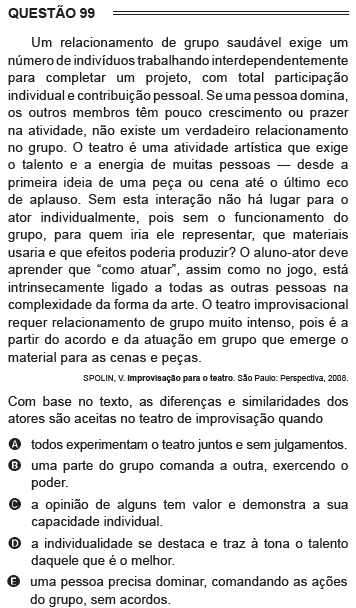 QUESTÃO 99
Um relacionamento de grupo saudável exige um
número de indivíduos trabalhando interdependentemente
para completar um projeto, com total participação
individual e contribuição pessoal. Se uma pessoa domina,
os outros membros têm pouco crescimento ou prazer
na atividade, não existe um verdadeiro relacionamento
no grupo. O teatro é uma atividade artística que exige
o talento e a energia de muitas pessoas — desde a
primeira ideia de uma peça ou cena até o último eco
de aplauso. Sem esta interação não há lugar para o
ator individualmente, pois sem o funcionamento do
grupo, para quem iria ele representar, que materiais
usaria e que efeitos poderia produzir? O aluno-ator deve
aprender que “como atuar”, assim como no jogo, está
intrinsecamente ligado a todas as outras pessoas na
complexidade da forma da arte. O teatro improvisacional
requer relacionamento de grupo muito intenso, pois é a
partir do acordo e da atuação em grupo que emerge o
material para as cenas e peças.
SPOLIN, V. Improvisação para o teatro. São Paulo: Perspectiva, 2008.
Com base no texto, as diferenças e similaridades dos
atores são aceitas no teatro de improvisação quando
A todos experimentam o teatro juntos e sem julgamentos.
B uma parte do grupo comanda a outra, exercendo o
poder.
C a opinião de alguns tem valor e demonstra a sua
capacidade individual.
D a individualidade se destaca e traz à tona o talento
daquele que é o melhor.
E uma pessoa precisa dominar, comandando as ações
do grupo, sem acordos.